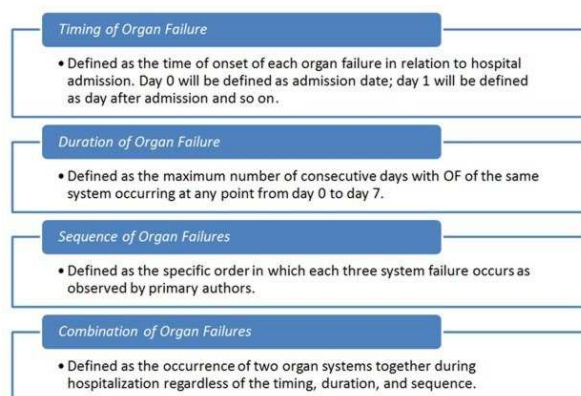 Timing of Organ Failure
• Defined as the time of onset of each organ failure in relation to hospital
admission. Day 0 will be defined as admission date; day 1 will be defined
as day after admission and so on.
Duration of Organ Failure
• Defined as the maximum number of consecutive days with OF of the same
system occurring at any point from day 0 to day 7.
Sequence of Organ Failures
• Defined as the specific order in which each three system failure occurs as
observed by primary authors.
Combination of Organ Failures
• Defined as the occurrence of two organ systems together during
hospitalization regardless of the timing, duration, and sequence.